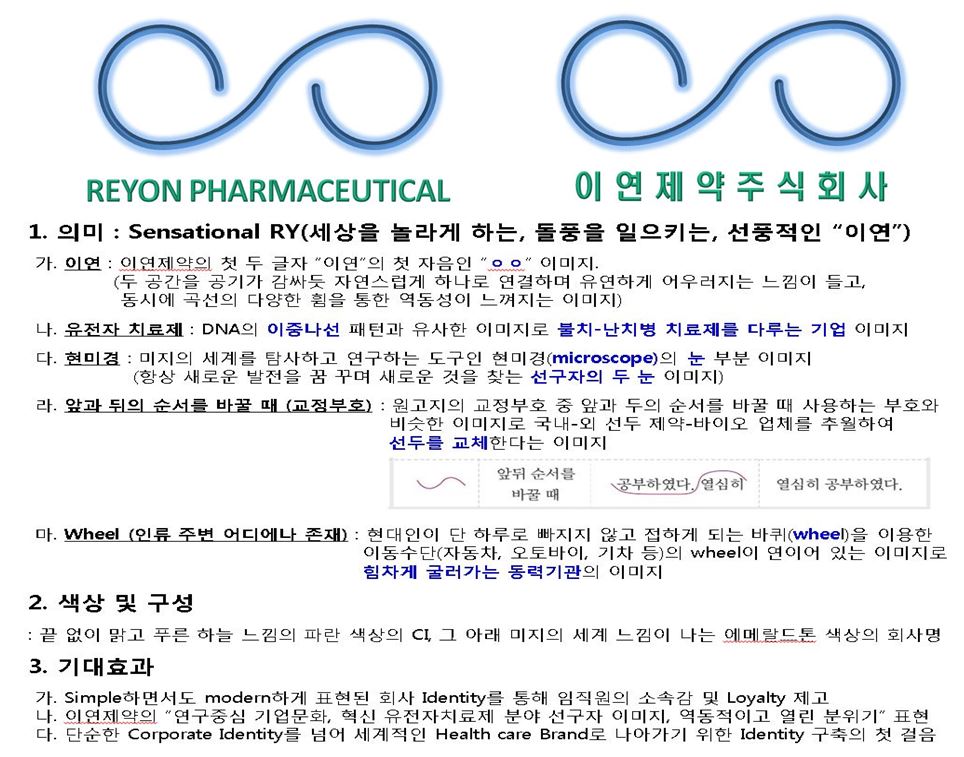 REYON PHARMACEUTICAL
이연제약주식회사
1. 의미 : Sensational RY(세상을 놀라게 하는, 돌풍을 일으키는, 선풍적인 “이연”)
가. 이연 : 이연제약의 첫 두 글자 “이연”의 첫 자음인 “ㅇㅇ” 이미지.
(두 공간을 공기가 감싸듯 자연스럽게 하나로 연결하며 유연하게 어우러지는 느낌이 들고,
동시에 곡선의 다양한 휨을 통한 역동성이 느껴지는 이미지)
나. 유전자 치료제 : DNA의 이중나선 패턴과 유사한 이미지로 불치-난치병 치료제를 다루는 기업 이미지
다. 현미경 : 미지의 세계를 탐사하고 연구하는 도구인 현미경(microscope)의 눈 부분 이미지
(항상 새로운 발전을 꿈 꾸며 새로운 것을 찾는 선구자의 두 눈 이미지)
라. 앞과 뒤의 순서를 바꿀 때 (교정부호) : 원고지의 교정부호 중 앞과 두의 순서를 바꿀 때 사용하는 부호와
비슷한 이미지로 국내-외 선두 제약-바이오 업체를 추월하여
선두를 교체한다는 이미지
앞뒤 순서를
바꿀 때
공부하였다. 열심히
열심히 공부하였다.
마. Wheel (인류 주변 어디에나 존재) : 현대인이 단 하루로 빠지지 않고 접하게 되는 바퀴(wheel)을 이용한
이동수단(자동차, 오토바이, 기차 등)의 wheel이 연이어 있는 이미지로
힘차게 굴러가는 동력기관의 이미지
2. 색상 및 구성
: 끝 없이 맑고 푸른 하늘 느낌의 파란 색상의 CI, 그 아래 미지의 세계 느낌이 나는 에메랄드톤 색상의 회사명
3. 기대효과
가. Simple하면서도 modern하게 표현된 회사 Identity를 통해 임직원의 소속감 및 Loyalty 제고
나. 이연제약의 “연구중심 기업문화, 혁신 유전자치료제 분야 선구자 이미지, 역동적이고 열린 분위기” 표현
다. 단순한 Corporate Identity를 넘어 세계적인 Health care Brand로 나아가기 위한 Identity 구축의 첫 걸음